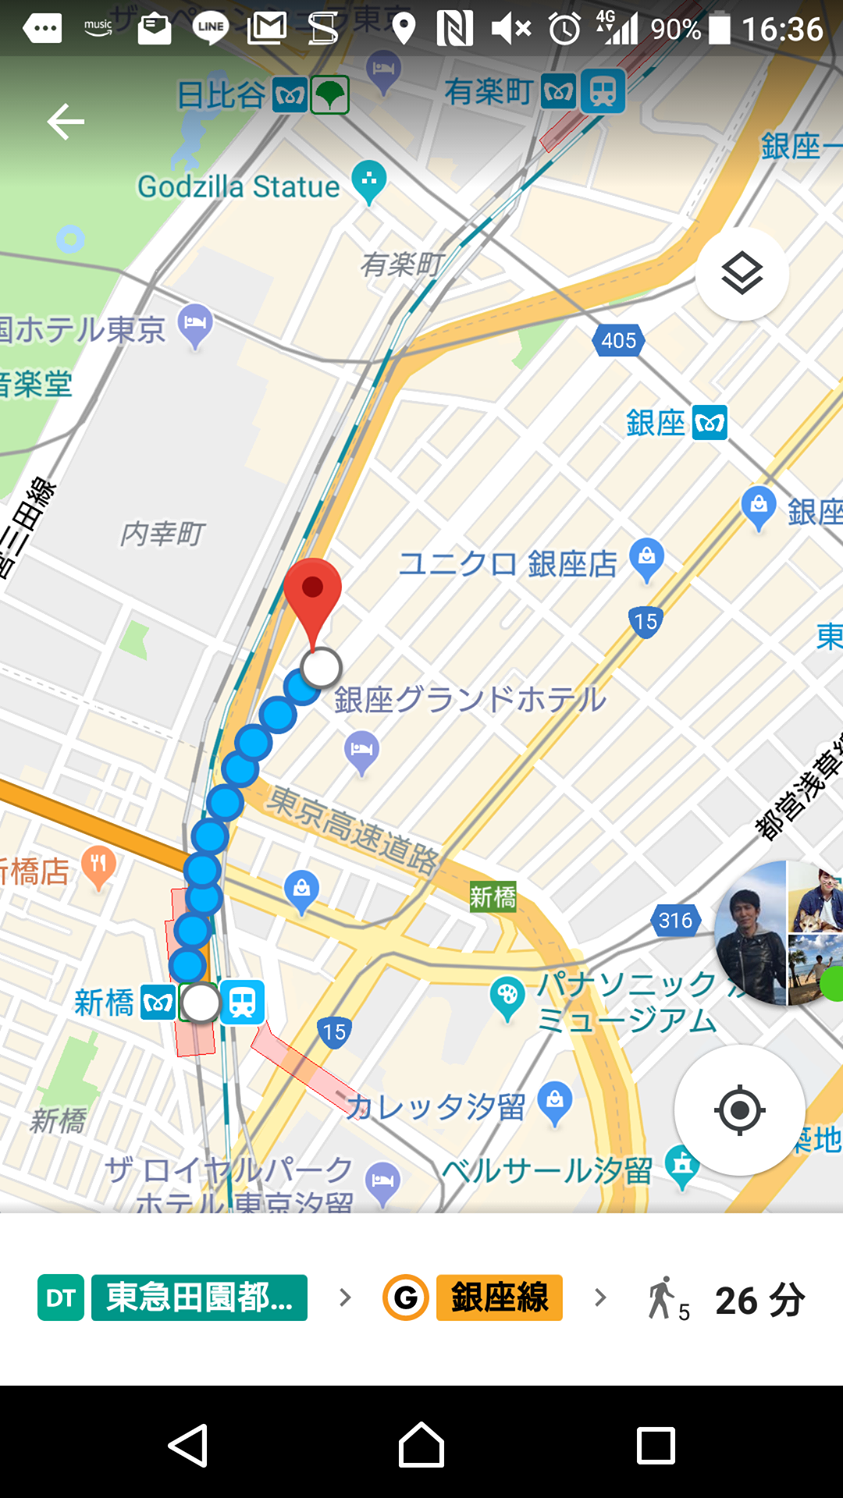 music LINE 4G 90% 16:36
日比谷
有楽町
銀座一
Godzilla Statue
有楽町
国ホテル東京
405
音楽堂
銀座
銀座
内幸町
ユニクロ 銀座店
15
東
銀座グランドホテル
東京高速道路
都営浅草線
新橋店
新橋
316
パナソニック
ミュージアム
新橋
15
カレッタ汐留
新橋
築地
ザ ロイヤルパーク
ホテル 東京汐留
ベルサール汐留
DT 東急田園都... > G 銀座線 > 5 26 分